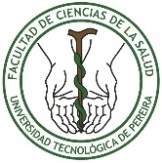 FACULTAD DE CIENCIAS DE LA SALUD
UNIVERSIDAD TECNOLÓGICA DE PEREIRA